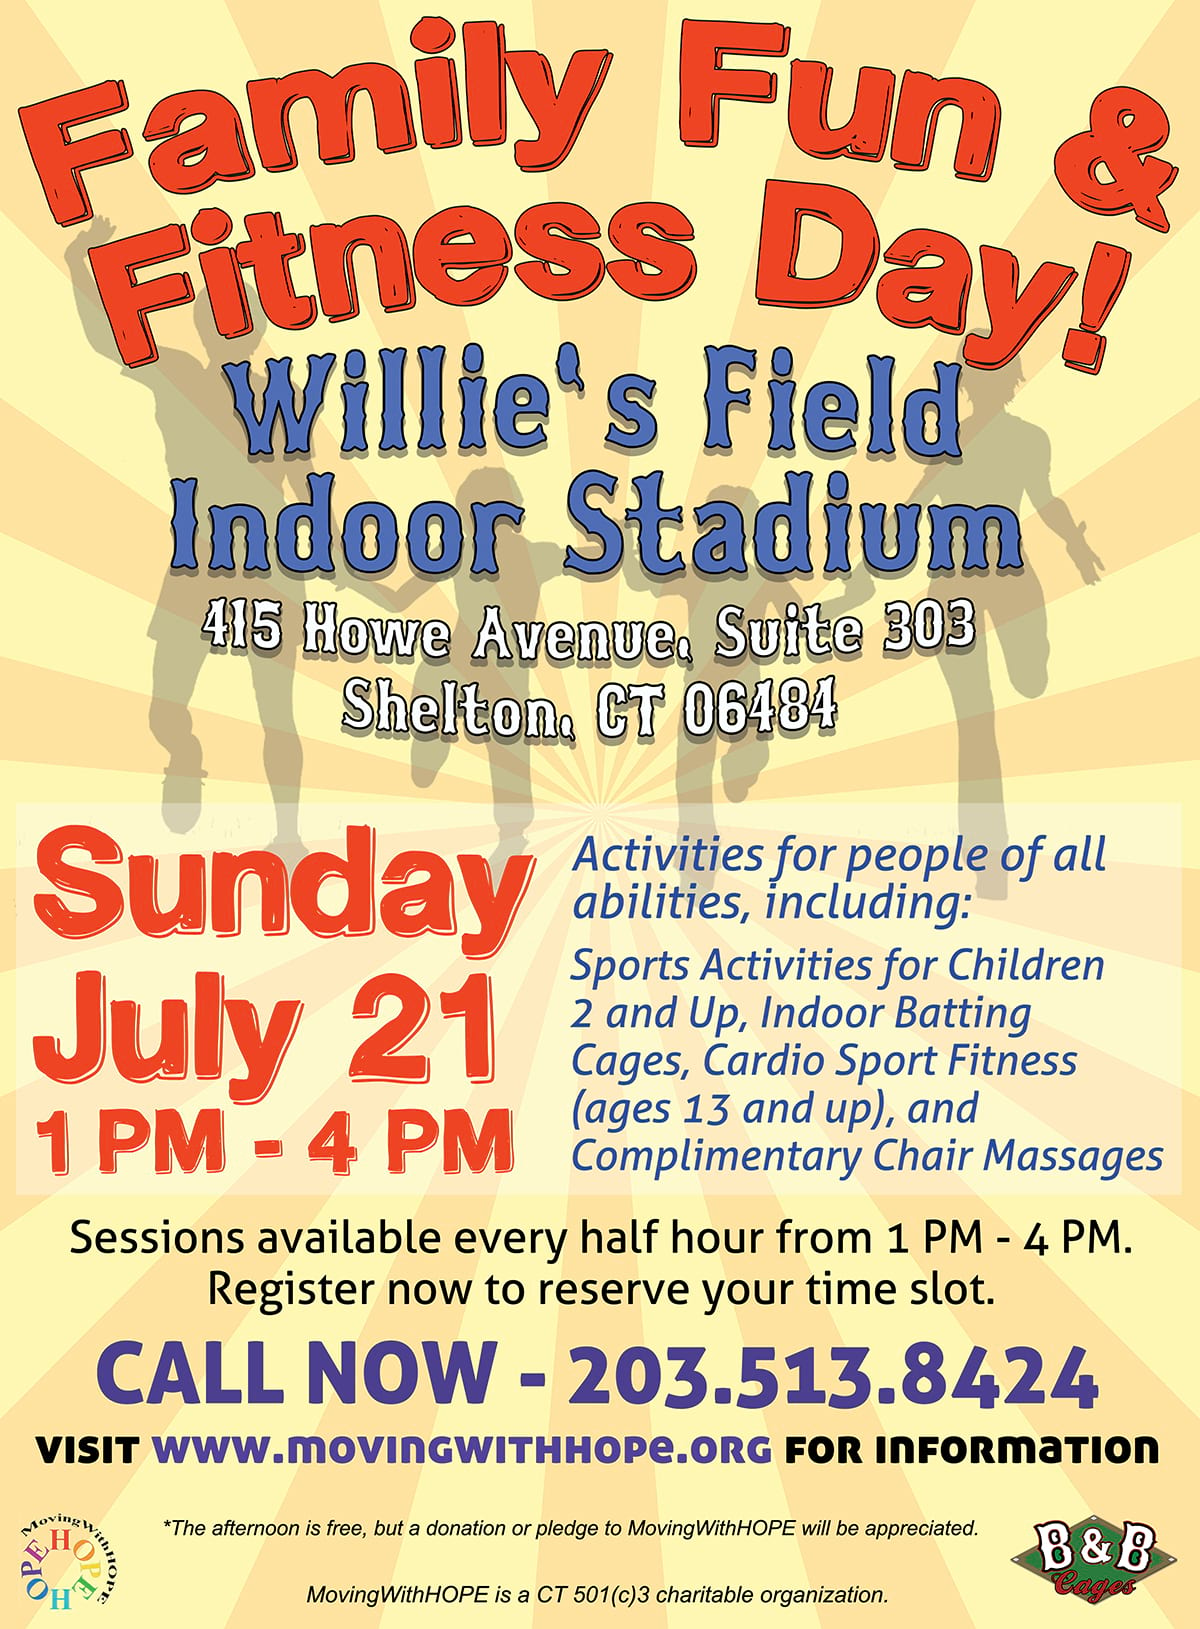 Family Fun &
Fitness Day!
Willie's Field
Indoor Stadium
415 Howe Avenue, Suite 303
Shelton, CT 06484
Sunday
July 21
1 PM - 4 PM
Activities for people of all
abilities, including:
Sports Activities for Children
2 and Up, Indoor Batting
Cages, Cardio Sport Fitness
(ages 13 and up), and
Complimentary Chair Massages
Sessions available every half hour from 1 PM - 4 PM.
Register now to reserve your time slot.
CALL NOW - 203.513.8424
VISIT WWW.MOVINGWITHHOPE.ORG FOR INFORMATION
*The afternoon is free, but a donation or pledge to MovingWithHOPE will be appreciated.
MovingWithHOPE is a CT 501(c)3 charitable organization.
MovingWithHOPE
HOPE
HOPE
H
B&B
Cages